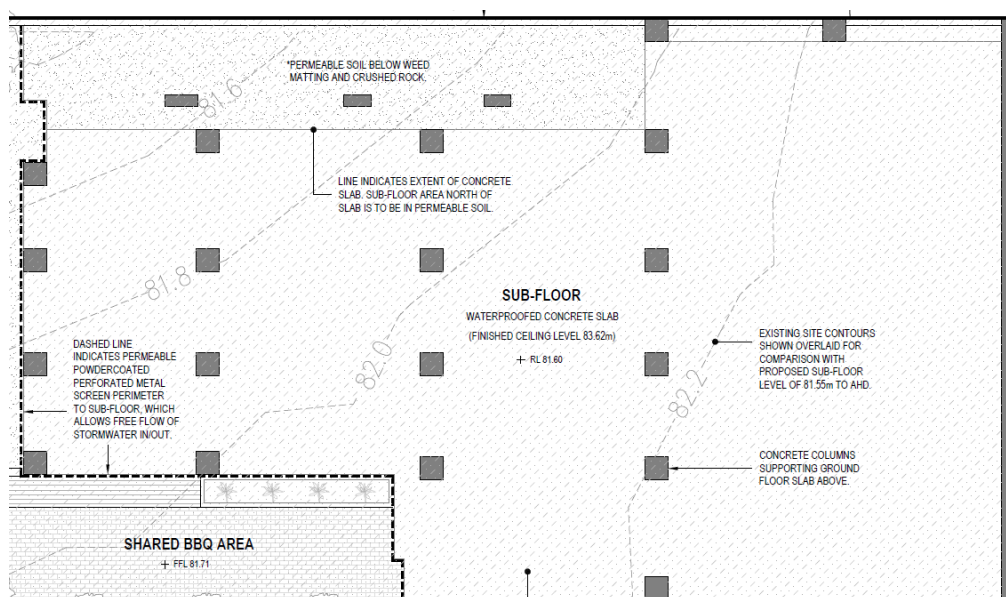 *PERMEABLE SOIL BELOW WEED
MATTING AND CRUSHED ROCK.
81.6
LINE INDICATES EXTENT OF CONCRETE
SLAB. SUB-FLOOR AREA NORTH OF
SLAB IS TO BE IN PERMEABLE SOIL.
81.8
SUB-FLOOR
WATERPROOFED CONCRETE SLAB
(FINISHED CEILING LEVEL 83.62m)
+ RL 81.60
DASHED LINE
INDICATES PERMEABLE
POWDERCOATED
PERFORATED METAL
SCREEN PERIMETER
TO SUB-FLOOR, WHICH
ALLOWS FREE FLOW OF
STORMWATER IN/OUT.
82.0
82.2
EXISTING SITE CONTOURS
SHOWN OVERLAID FOR
COMPARISON WITH
PROPOSED SUB-FLOOR
LEVEL OF 81.55m TO AHD.
CONCRETE COLUMNS
SUPPORTING GROUND
FLOOR SLAB ABOVE.
SHARED BBQ AREA
+ FFL 81.71